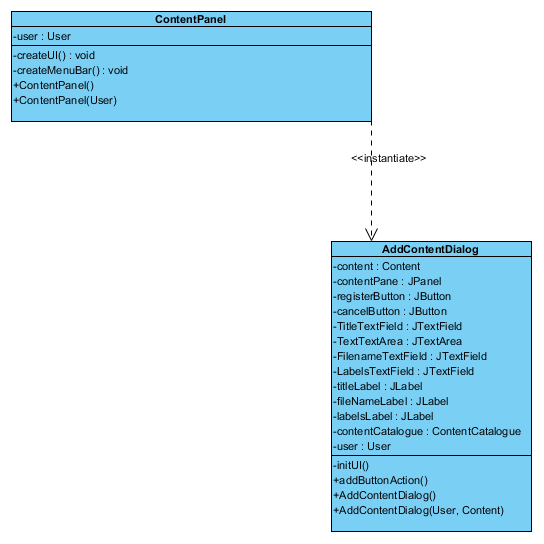 ContentPanel
-user : User
-createUI() : void
-createMenuBar() : void
+ContentPanel()
+ContentPanel(User)
<<instantiate>>
AddContentDialog
-content : Content
-contentPane : JPanel
-registerButton : JButton
-cancelButton : JButton
-TitleTextField : JTextField
-TextTextArea : JTextArea
-FilenameTextField : JTextField
-LabelsTextField : JTextField
-titleLabel : JLabel
-fileNameLabel : JLabel
-labelsLabel : JLabel
-contentCatalogue : ContentCatalogue
-user : User
-initUI()
+addButtonAction()
+AddContentDialog()
+AddContentDialog(User, Content)